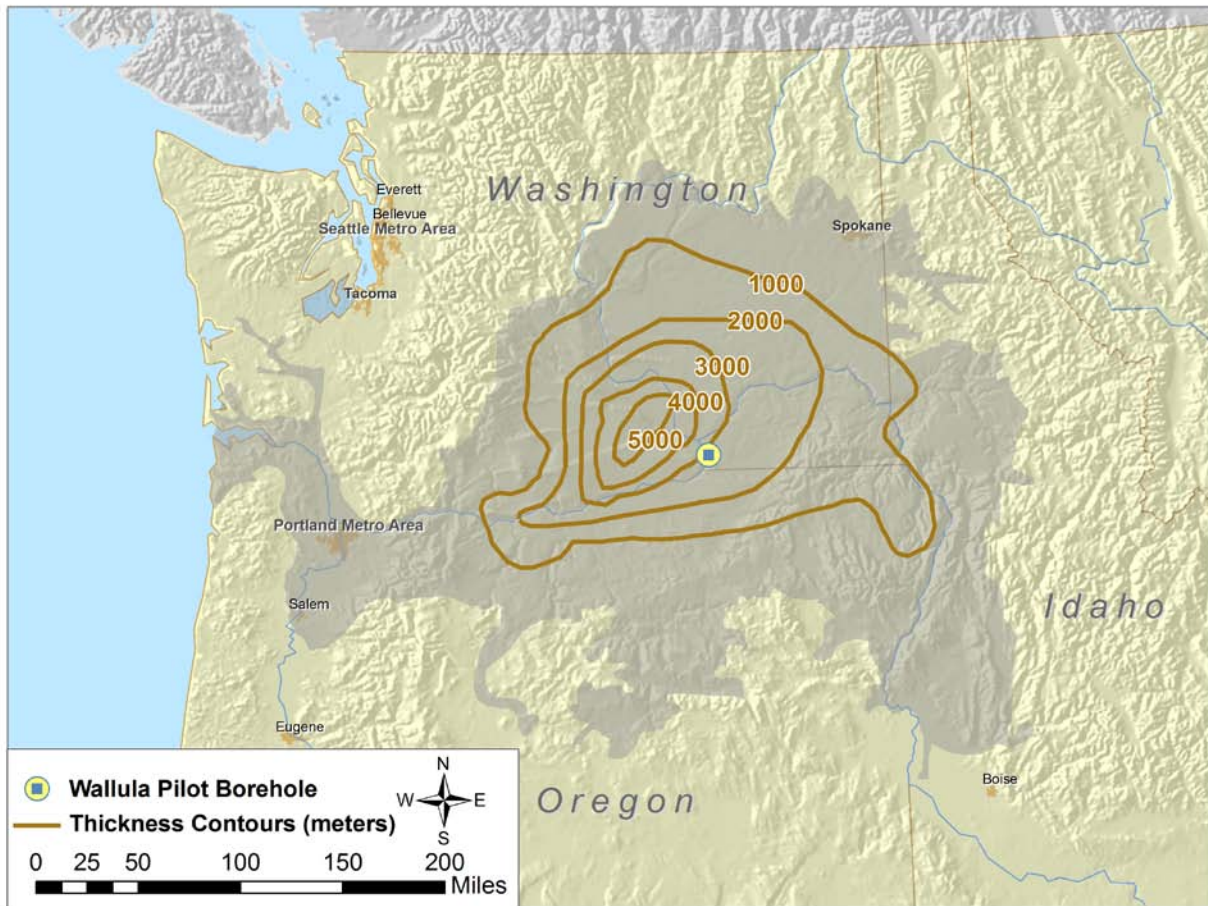 Washington
Everett
Bellevue
Seattle Metro Area
Spokane
Tacoma
1000
2000
3000
4000
5000
Portland Metro Area
Salem
Idaho
Eugene
Boise
Oregon
Wallula Pilot Borehole
Thickness Contours (meters)
N
W E
S
0 25 50 100 150 200
Miles